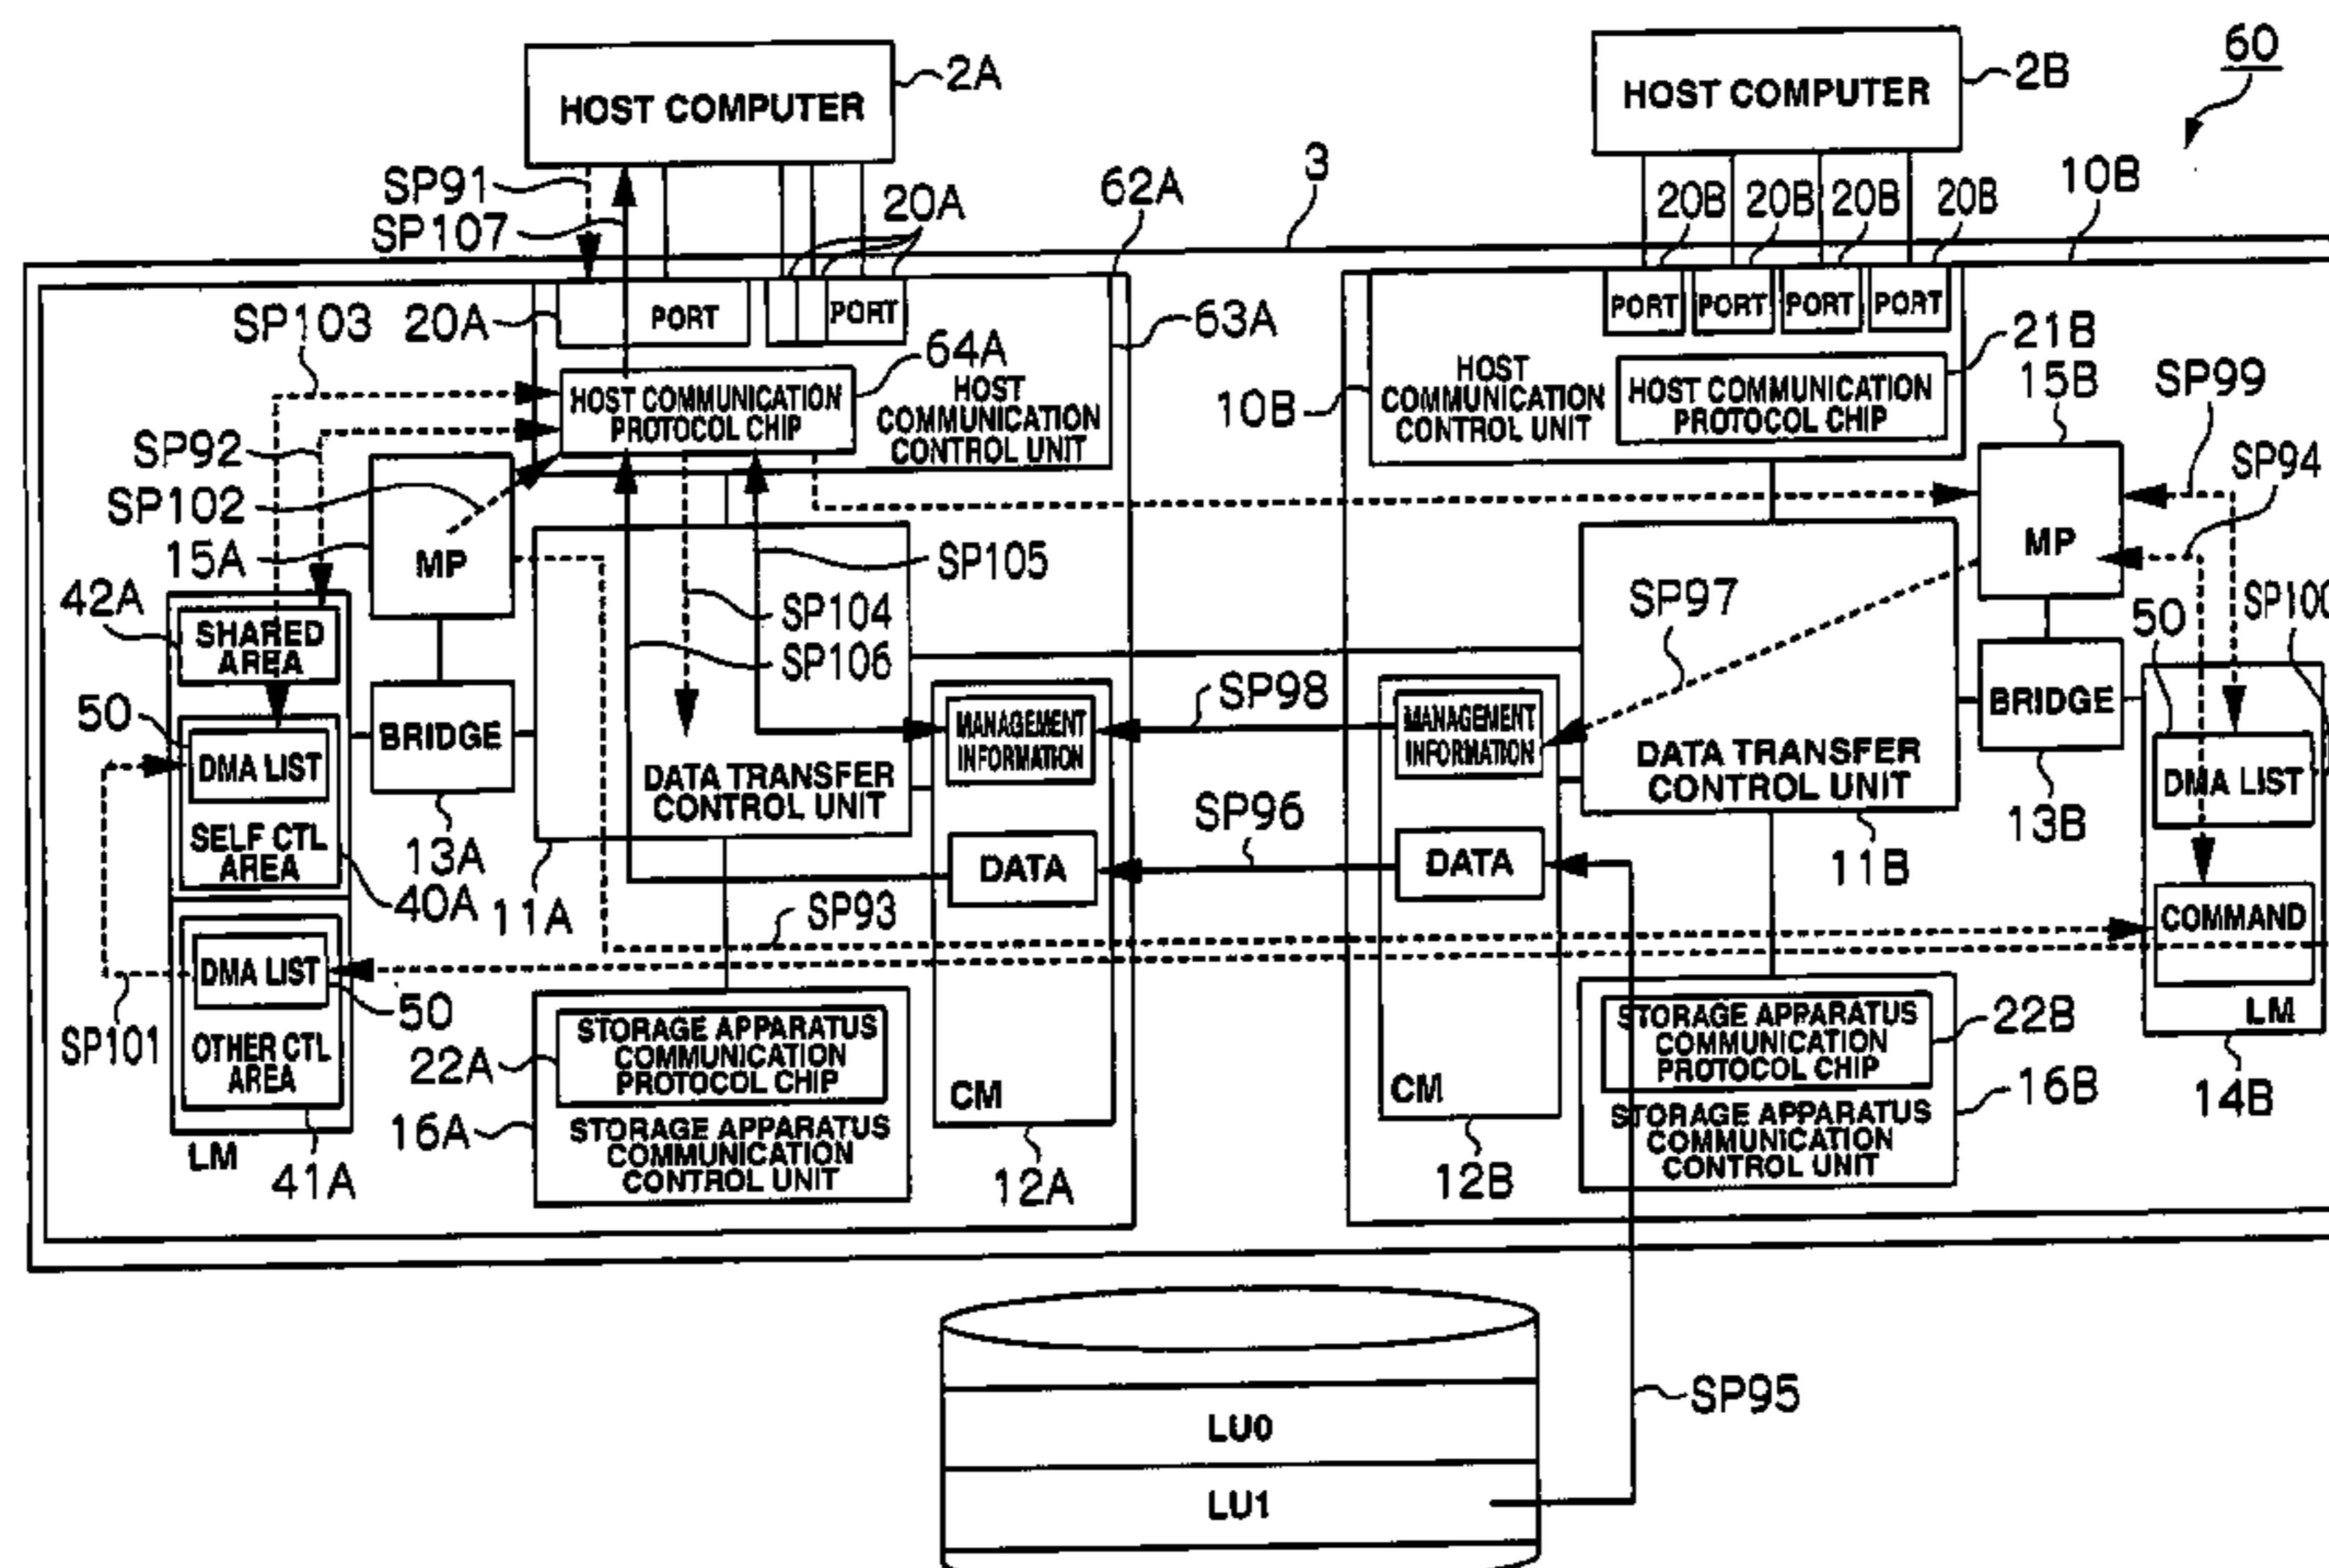 60
2A
HOST COMPUTER
2B
HOST COMPUTER
SP91
SP107
20A
62A
3
20B
20B
20B
20B
10B
SP103
20A
PORT
PORT
63A
PORT
PORT
PORT
PORT
64A
HOST COMMUNICATION
PROTOCOL CHIP
HOST
COMMUNICATION
CONTROL UNIT
10B
HOST
COMMUNICATION
CONTROL UNIT
HOST COMMUNICATION
PROTOCOL CHIP
21B
15B
SP99
SP92
SP102
15A
MP
SP94
MP
42A
SHARED
AREA
SP105
SP104
SP106
SP97
50
SP100
50
DMA LIST
SELF CTL
AREA
BRIDGE
13A
DATA TRANSFER
CONTROL UNIT
MANAGEMENT
INFORMATION
SP98
MANAGEMENT
INFORMATION
DATA TRANSFER
CONTROL UNIT
BRIDGE
13B
DMA LIST
40A
11A
DATA
SP96
DATA
11B
SP93
COMMAND
DMA LIST
50
SP101
OTHER CTL
AREA
LM
41A
22A
STORAGE APPARATUS
COMMUNICATION
PROTOCOL CHIP
16A
STORAGE APPARATUS
COMMUNICATION
CONTROL UNIT
CM
12A
CM
12B
STORAGE APPARATUS
COMMUNICATION
PROTOCOL CHIP
22B
STORAGE APPARATUS
COMMUNICATION
CONTROL UNIT
16B
LM
14B
SP95
LU0
LU1